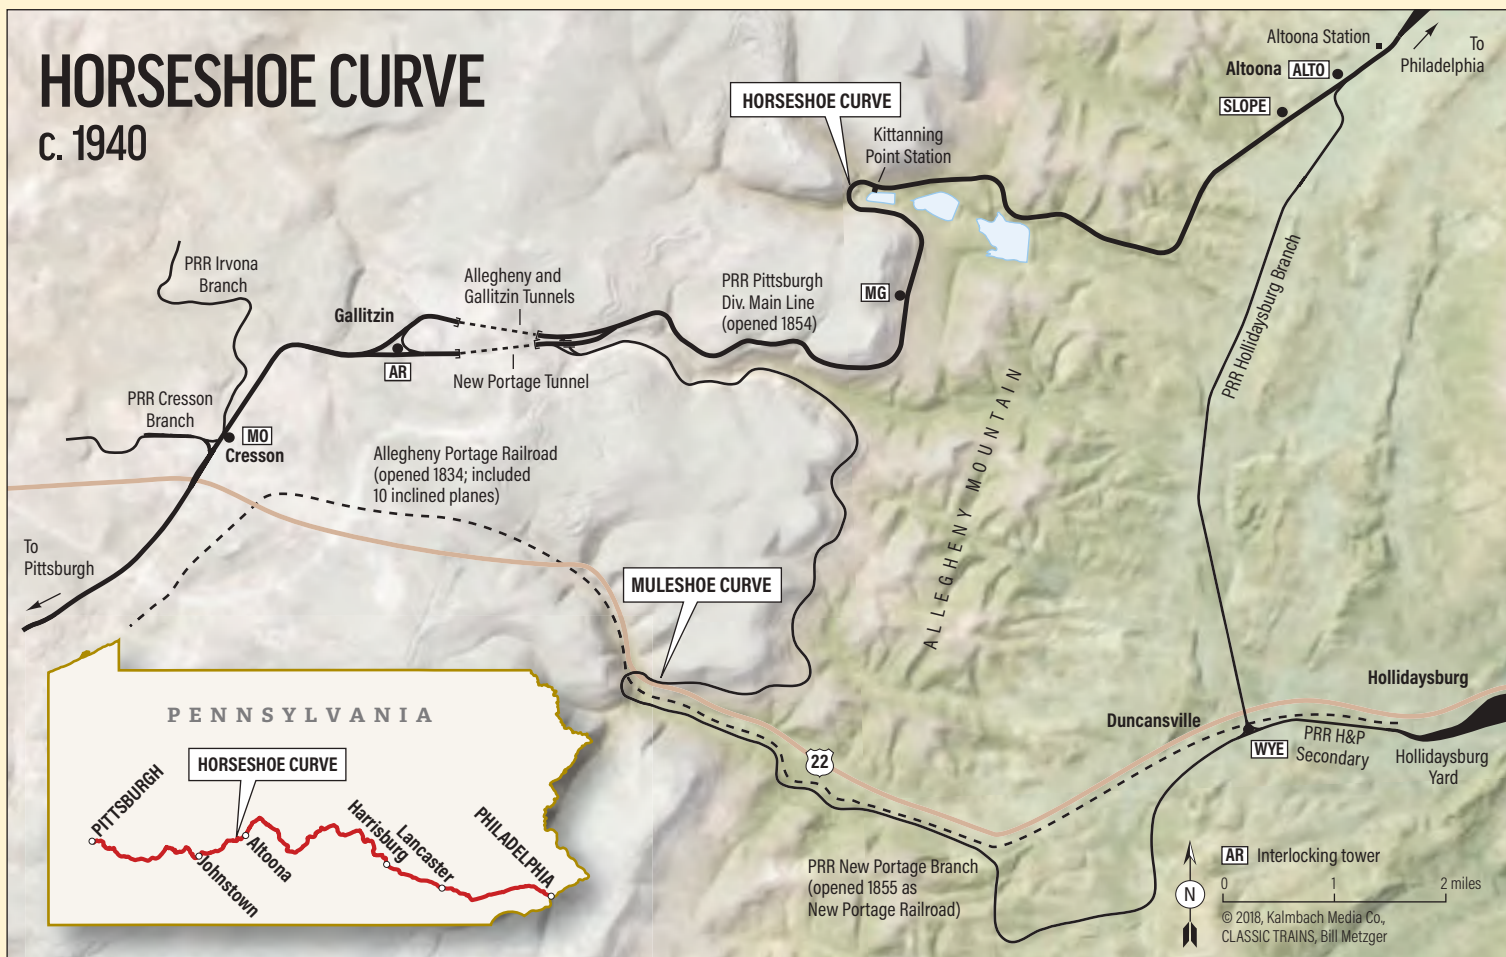 HORSESHOE CURVE
c. 1940
Altoona Station
To
Philadelphia
Altoona
ALTO
SLOPE
HORSESHOE CURVE
Kittanning
Point Station
PRR Irvona
Branch
Allegheny and
Gallitzin Tunnels
PRR Pittsburgh
Div. Main Line
(opened 1854)
MG
PRR Hollidaysburg Branch
Gallitzin
AR
New Portage Tunnel
PRR Cresson
Branch
MO
Cresson
Allegheny Portage Railroad
(opened 1834; included
10 inclined planes)
ALLEGHENY MOUNTAIN
To
Pittsburgh
MULESHOE CURVE
Hollidaysburg
Duncansville
WYE
PRR H&P
Secondary
Hollidaysburg
Yard
22
PRR New Portage Branch
(opened 1855 as
New Portage Railroad)
PENNSYLVANIA
HORSESHOE CURVE
PITTSBURGH
Johnstown
Altoona
Harrisburg
Lancaster
PHILADELPHIA
AR Interlocking tower
0 1 2 miles
N
© 2018, Kalmbach Media Co.,
CLASSIC TRAINS, Bill Metzger